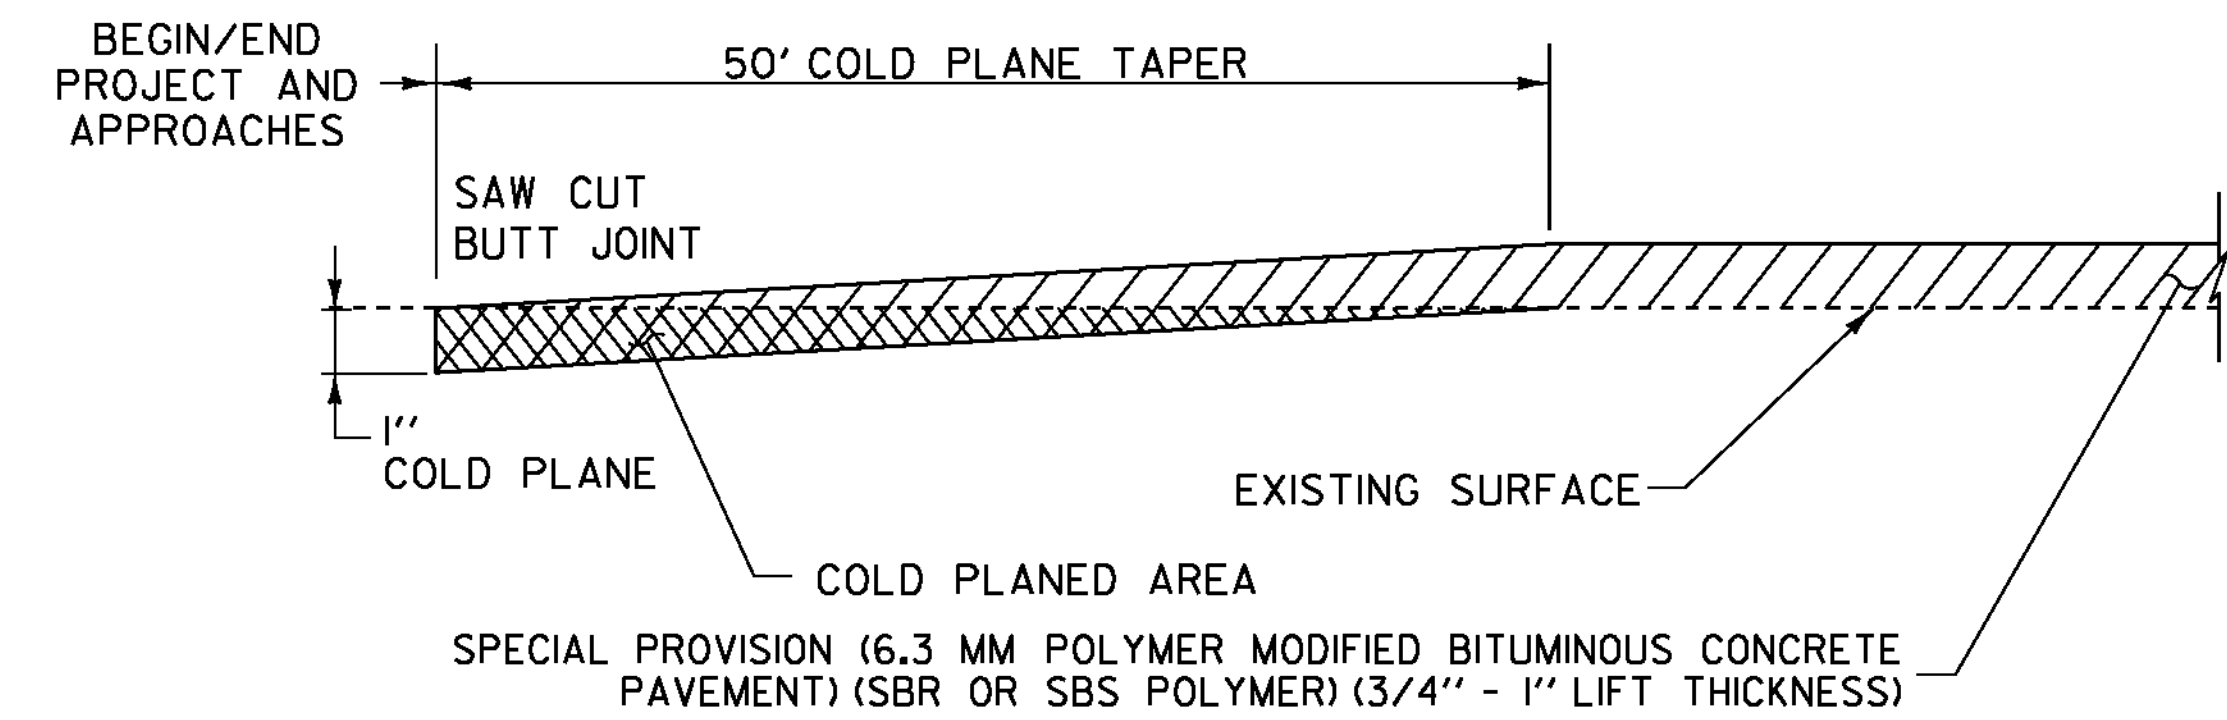 BEGIN/END
PROJECT AND
APPROACHES
50' COLD PLANE TAPER
SAW CUT
BUTT JOINT
1"
COLD PLANE
EXISTING SURFACE
COLD PLANED AREA
SPECIAL PROVISION (6.3 MM POLYMER MODIFIED BITUMINOUS CONCRETE
PAVEMENT) (SBR OR SBS POLYMER) (3/4" - 1" LIFT THICKNESS)